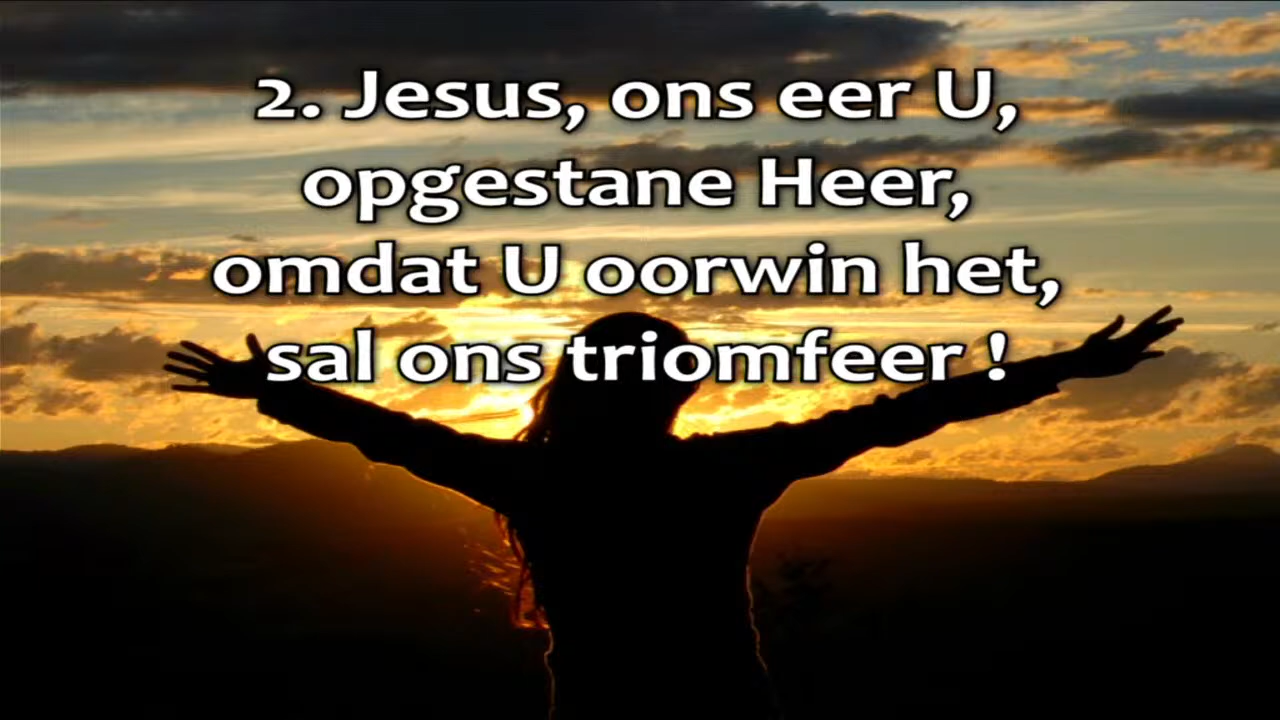 2. Jesus, ons eer U,
opgestane Heer,
omdat U oorwin het,
sal ons triomfeer !